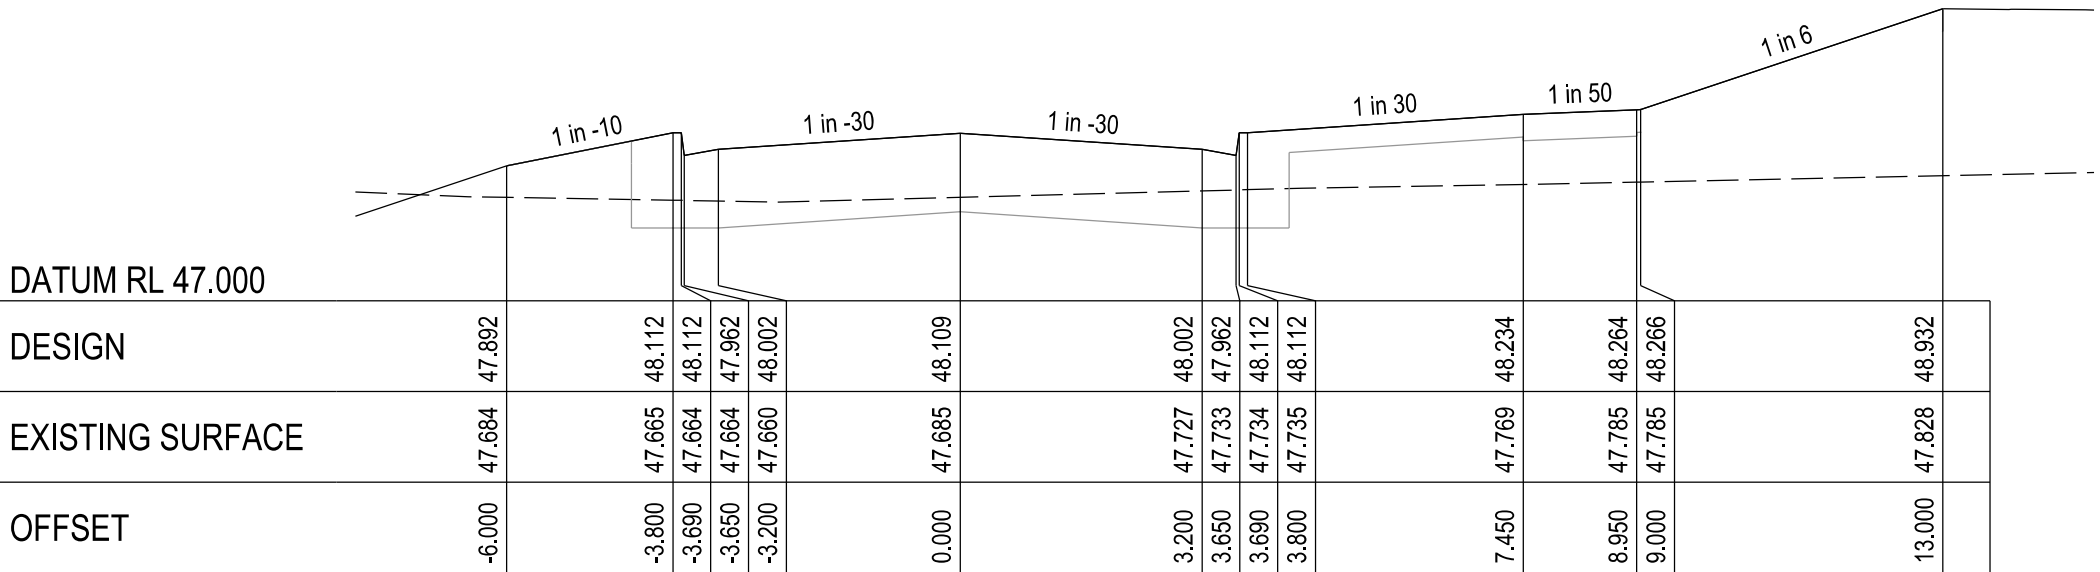 1 in -10
1 in -30
1 in -30
1 in 30
1 in 50
1 in 6
DATUM RL 47.000
DESIGN 47.892 48.112 48.112 47.962 48.002 48.109 48.002 47.962 48.112 48.112 48.234 48.264 48.266 48.932
EXISTING SURFACE 47.684 47.665 47.664 47.664 47.660 47.685 47.727 47.733 47.734 47.735 47.769 47.785 47.785 47.828
OFFSET -6.000 -3.800 -3.690 -3.650 -3.200 0.000 3.200 3.650 3.690 3.800 7.450 8.950 9.000 13.000